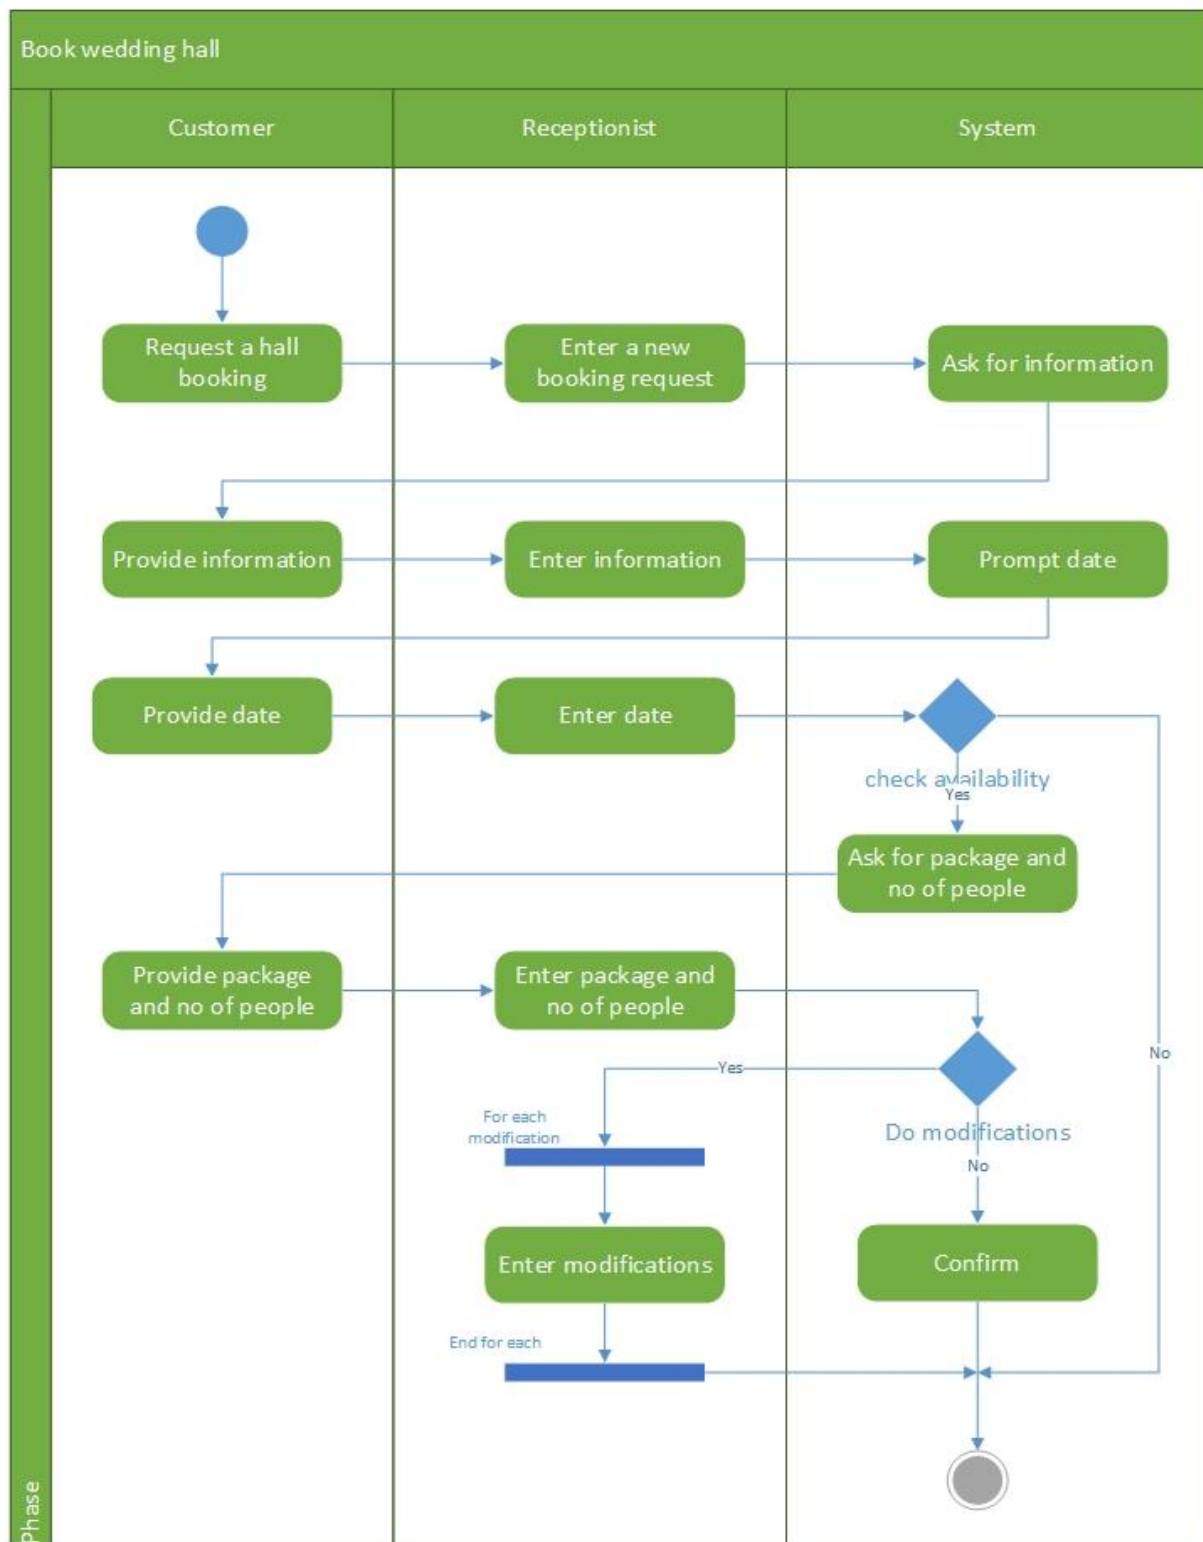 Book wedding hall
Customer
Receptionist
System
Request a hall
booking
Enter a new
booking request
Ask for information
Provide information
Enter information
Prompt date
Provide date
Enter date
check availability
Yes
Ask for package and
no of people
Provide package
and no of people
Enter package and
no of people
No
Yes
For each
modification
Do modifications
No
Enter modifications
Confirm
End for each
Phase